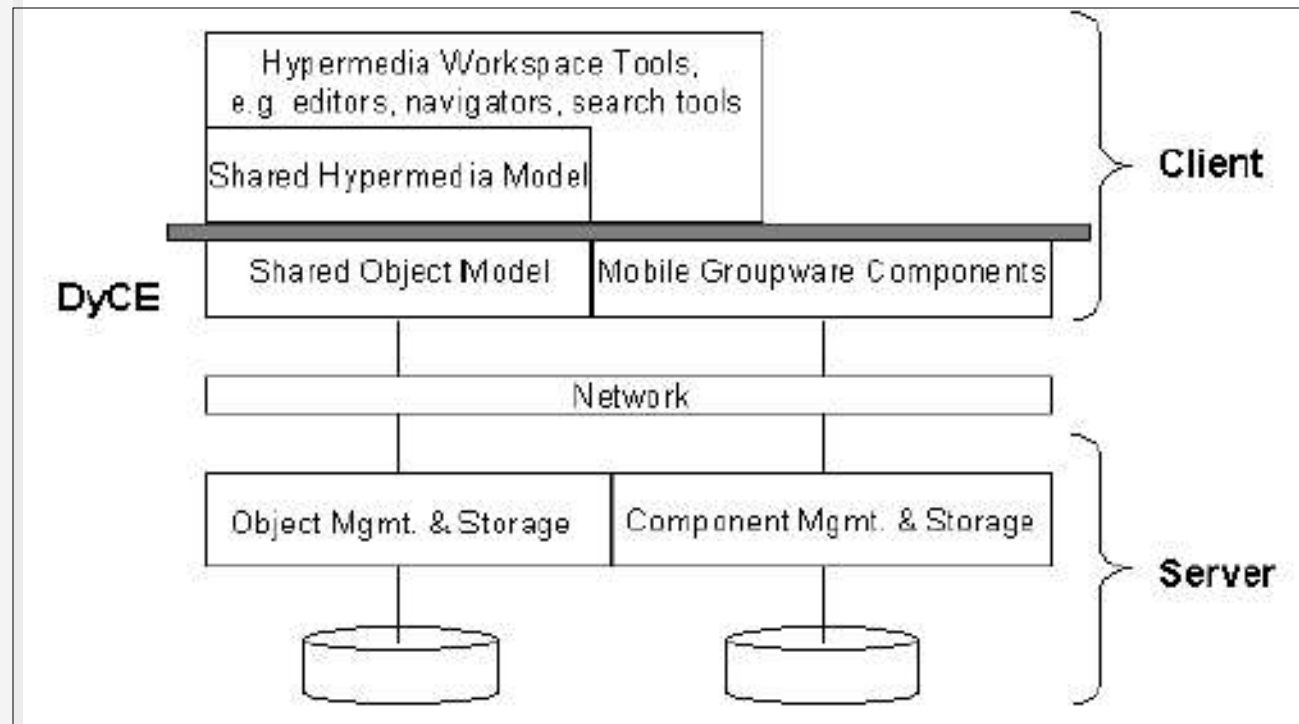 Hypermedia Workspace Tools,
e.g. editors, navigators, search tools
Shared Hypermedia Model
Client
Shared Object Model
Mobile Groupware Components
DyCE
Network
Object Mgmt. & Storage
Component Mgmt. & Storage
Server